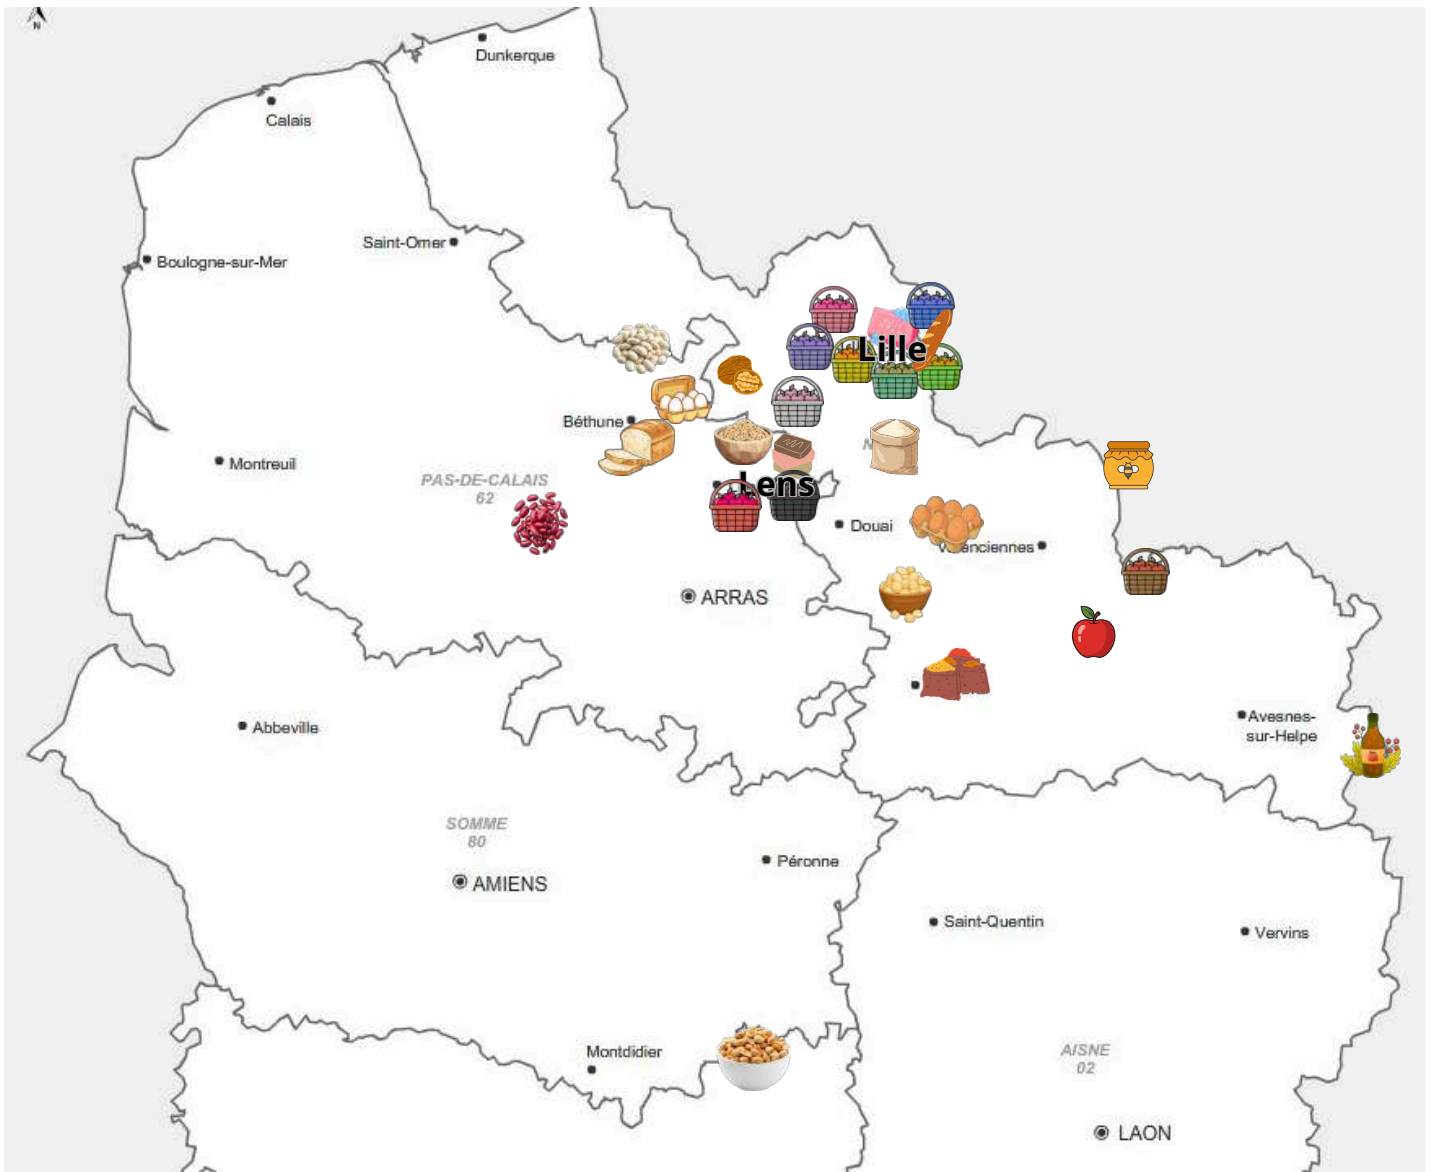 N
Dunkerque
Calais
Saint-Omer
Boulogne-sur-Mer
Lille
Béthune
Montreuil
PAS-DE-CALAIS
62
N
Lens
Douai
Valenciennes
ARRAS
Abbeville
Avesnes-
sur-Helpe
SOMME
80
Péronne
AMIENS
Saint-Quentin
Vervins
Montdidier
AISNE
02
LAON